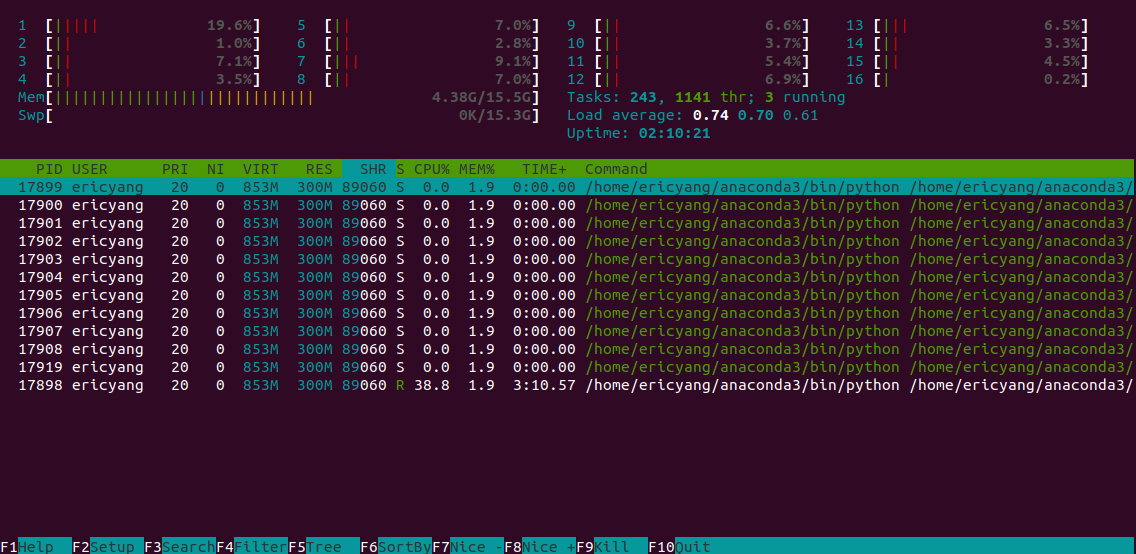 1 [||||| 19.6%] 5 [|| 7.0%] 9 [|| 6.6%] 13 [||| 6.5%]
2 [|| 1.0%] 6 [|| 2.8%] 10 [|| 3.7%] 14 [|| 3.3%]
3 [|| 7.1%] 7 [||| 9.1%] 11 [|| 5.4%] 15 [|| 4.5%]
4 [|| 3.5%] 8 [|| 7.0%] 12 [|| 6.9%] 16 [| 0.2%]
Mem[||||||||||||||||||||||||||||| 4.38G/15.5G] Tasks: 243, 1141 thr; 3 running
Swp[ 0K/15.3G] Load average: 0.74 0.70 0.61
Uptime: 02:10:21
PID USER PRI NI VIRT RES SHR S CPU% MEM% TIME+ Command
17899 ericyang 20 0 853M 300M 89060 S 0.0 1.9 0:00.00 /home/ericyang/anaconda3/bin/python /home/ericyang/anaconda3/
17900 ericyang 20 0 853M 300M 89060 S 0.0 1.9 0:00.00 /home/ericyang/anaconda3/bin/python /home/ericyang/anaconda3/
17901 ericyang 20 0 853M 300M 89060 S 0.0 1.9 0:00.00 /home/ericyang/anaconda3/bin/python /home/ericyang/anaconda3/
17902 ericyang 20 0 853M 300M 89060 S 0.0 1.9 0:00.00 /home/ericyang/anaconda3/bin/python /home/ericyang/anaconda3/
17903 ericyang 20 0 853M 300M 89060 S 0.0 1.9 0:00.00 /home/ericyang/anaconda3/bin/python /home/ericyang/anaconda3/
17904 ericyang 20 0 853M 300M 89060 S 0.0 1.9 0:00.00 /home/ericyang/anaconda3/bin/python /home/ericyang/anaconda3/
17905 ericyang 20 0 853M 300M 89060 S 0.0 1.9 0:00.00 /home/ericyang/anaconda3/bin/python /home/ericyang/anaconda3/
17906 ericyang 20 0 853M 300M 89060 S 0.0 1.9 0:00.00 /home/ericyang/anaconda3/bin/python /home/ericyang/anaconda3/
17907 ericyang 20 0 853M 300M 89060 S 0.0 1.9 0:00.00 /home/ericyang/anaconda3/bin/python /home/ericyang/anaconda3/
17908 ericyang 20 0 853M 300M 89060 S 0.0 1.9 0:00.00 /home/ericyang/anaconda3/bin/python /home/ericyang/anaconda3/
17919 ericyang 20 0 853M 300M 89060 S 0.0 1.9 0:00.00 /home/ericyang/anaconda3/bin/python /home/ericyang/anaconda3/
17898 ericyang 20 0 853M 300M 89060 R 38.8 1.9 3:10.57 /home/ericyang/anaconda3/bin/python /home/ericyang/anaconda3/
F1Help F2Setup F3SearchF4FilterF5Tree F6SortByF7Nice -F8Nice +F9Kill F10Quit